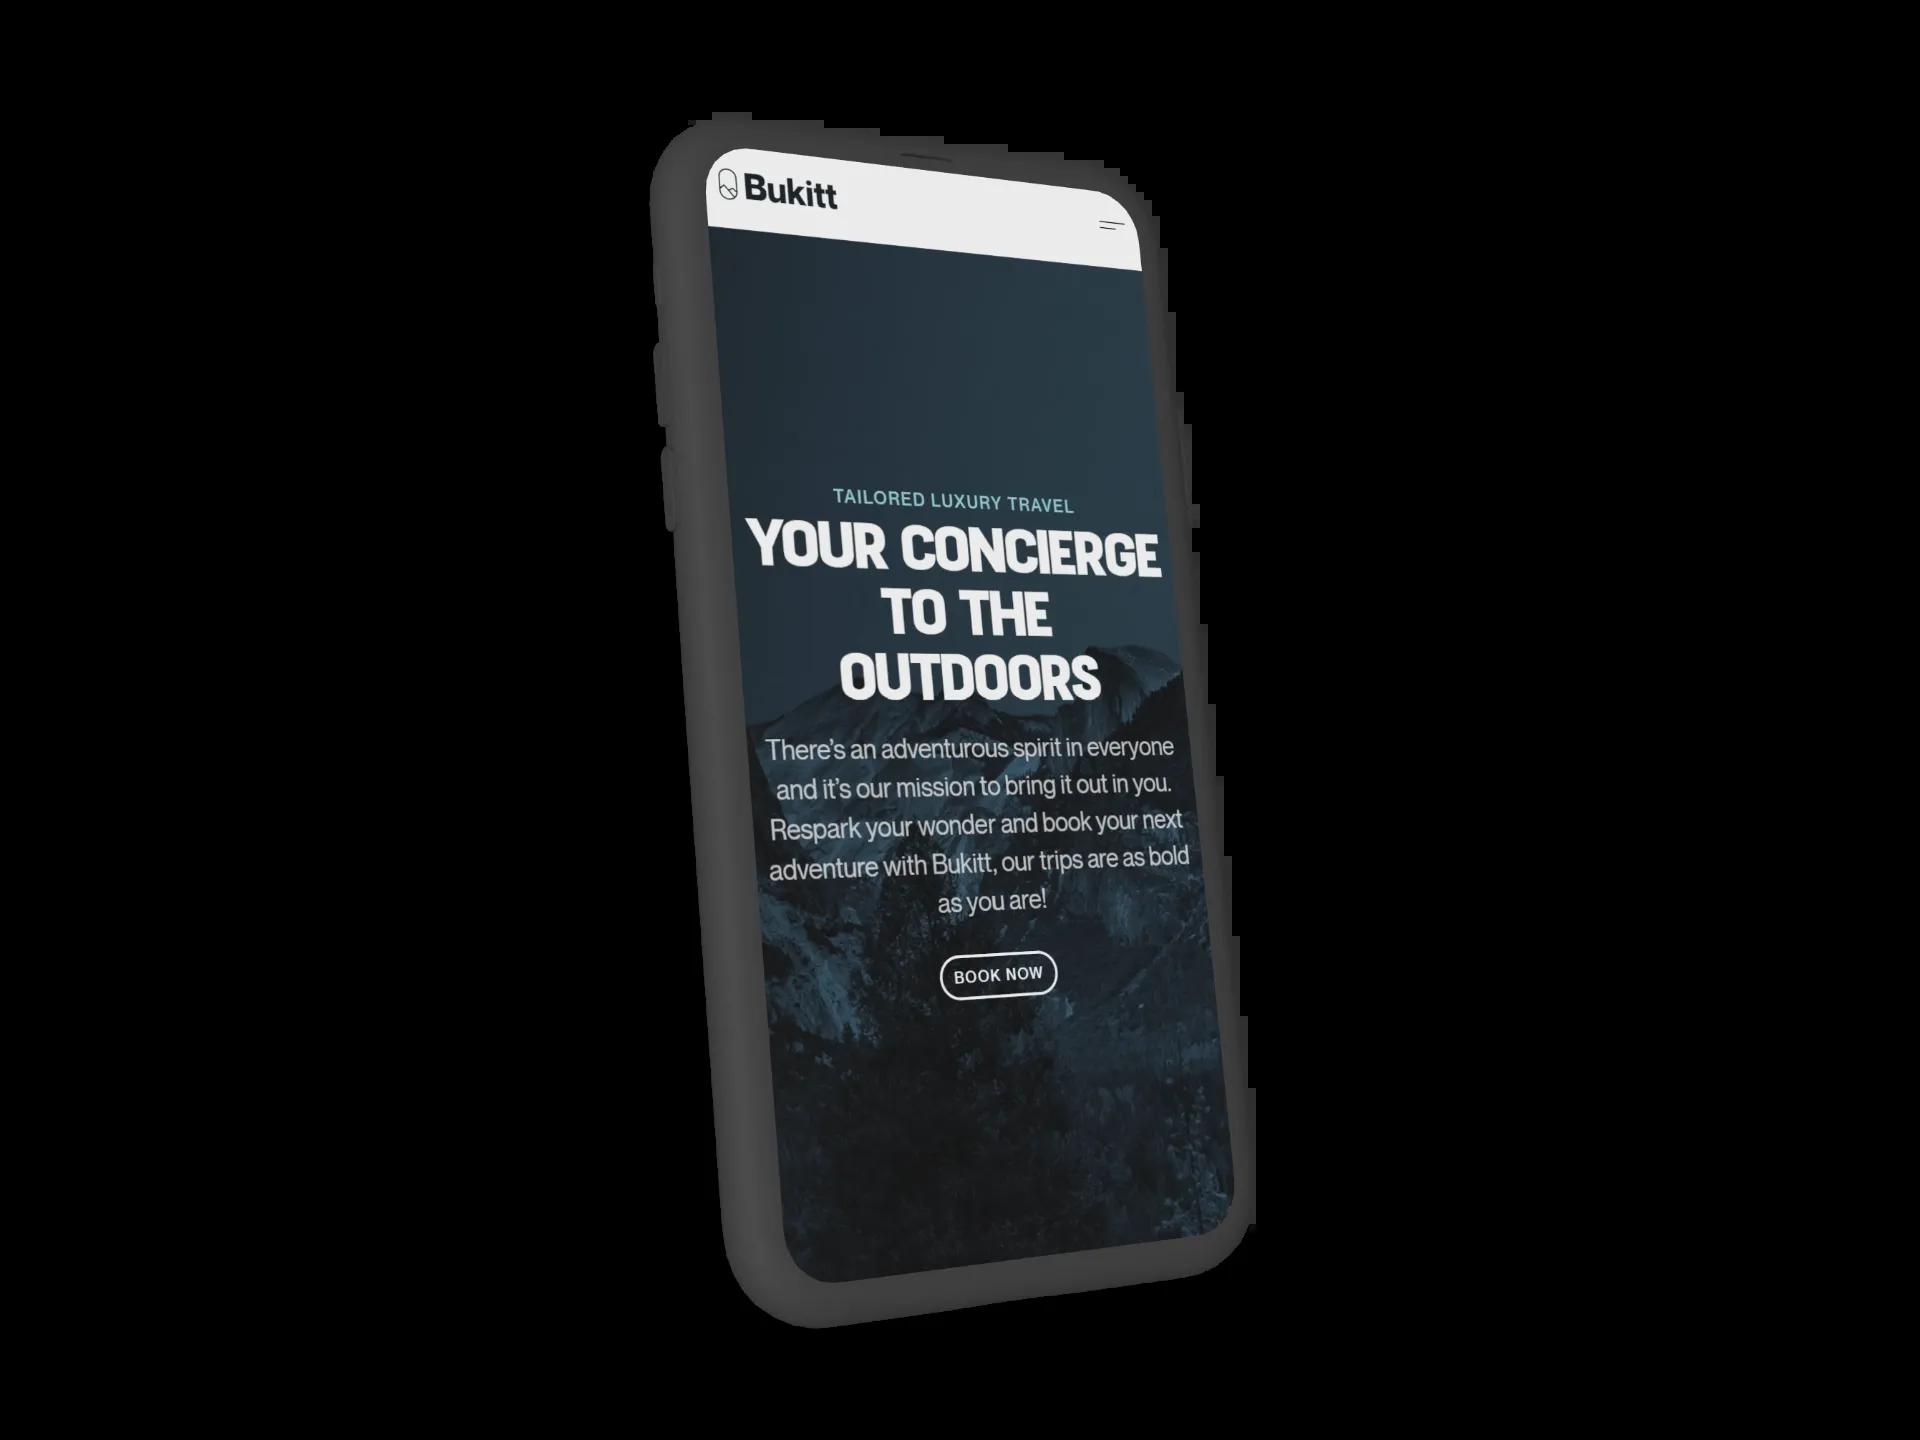 Bukitt
TAILORED LUXURY TRAVEL
YOUR CONCIERGE
TO THE
OUTDOORS
There's an adventurous spirit in everyone
and it's our mission to bring it out in you.
Respark your wonder and book your next
adventure with Bukitt, our trips are as bold
as you are!
BOOK NOW